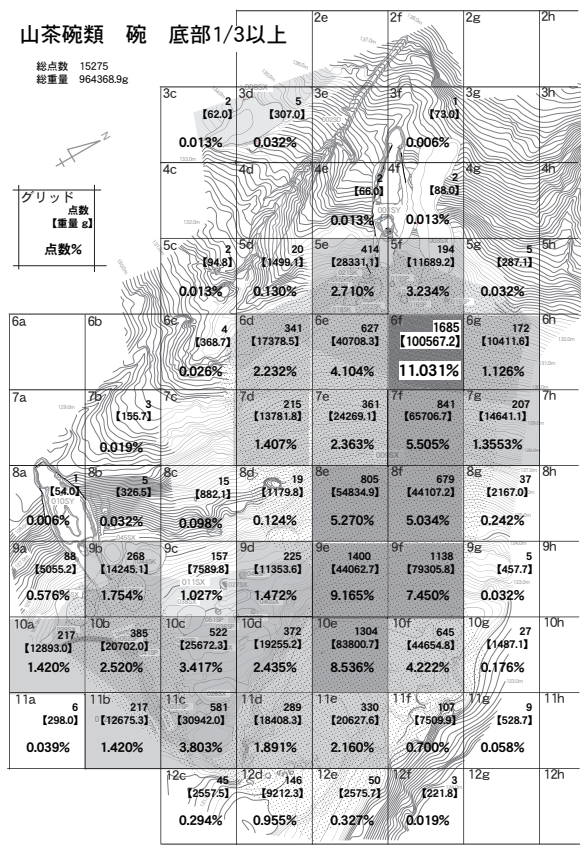 山茶碗類　碗　底部1/3以上
総点数　15275
総重量　964368.9g
グリッド
点数
【重量 g】
点数%
2e 2f 2g 2h
3c 3d 3e 3f 3g 3h
2 5 1
【62.0】 【307.0】 【73.0】
0.013% 0.032% 0.006%
4c 4d 4e 4f 4g 4h
2 2
【66.0】 【88.0】
0.013% 0.013%
5c 5d 5e 5f 5g 5h
2 20 414 194 5
【94.8】 【1499.1】 【28331.1】 【11689.2】 【287.1】
0.013% 0.130% 2.710% 3.234% 0.032%
6a 6b 6c 6d 6e 6f 6g 6h
4 341 627 1685 172
【368.7】 【17378.5】 【40708.3】 【100567.2】 【10411.6】
0.026% 2.232% 4.104% 11.031% 1.126%
7a 7b 7c 7d 7e 7f 7g 7h
3 215 361 841 207
【155.7】 【13781.8】 【24269.1】 【65706.7】 【14641.1】
0.019% 1.407% 2.363% 5.505% 1.3553%
8a 8b 8c 8d 8e 8f 8g 8h
1 5 15 19 805 679 37
【54.0】 【326.5】 【882.1】 【1179.8】 【54834.9】 【44107.2】 【2167.0】
0.006% 0.032% 0.098% 0.124% 5.270% 5.034% 0.242%
9a 9b 9c 9d 9e 9f 9g 9h
88 268 157 225 1400 1138 5
【5055.2】 【14245.1】 【7589.8】 【11353.6】 【44062.7】 【79305.8】 【457.7】
0.576% 1.754% 1.027% 1.472% 9.165% 7.450% 0.032%
10a 10b 10c 10d 10e 10f 10g 10h
217 385 522 372 1304 645 27
【12893.0】 【20702.0】 【25672.3】 【19255.2】 【83800.7】 【44654.8】 【1487.1】
1.420% 2.520% 3.417% 2.435% 8.536% 4.222% 0.176%
11a 11b 11c 11d 11e 11f 11g 11h
6 217 581 289 330 107 9
【298.0】 【12675.3】 【30942.0】 【18408.3】 【20627.6】 【7509.9】 【528.7】
0.039% 1.420% 3.803% 1.891% 2.160% 0.700% 0.058%
12c 12d 12e 12f 12g 12h
45 146 50 3
【2557.5】 【9212.3】 【2575.7】 【221.8】
0.294% 0.955% 0.327% 0.019%